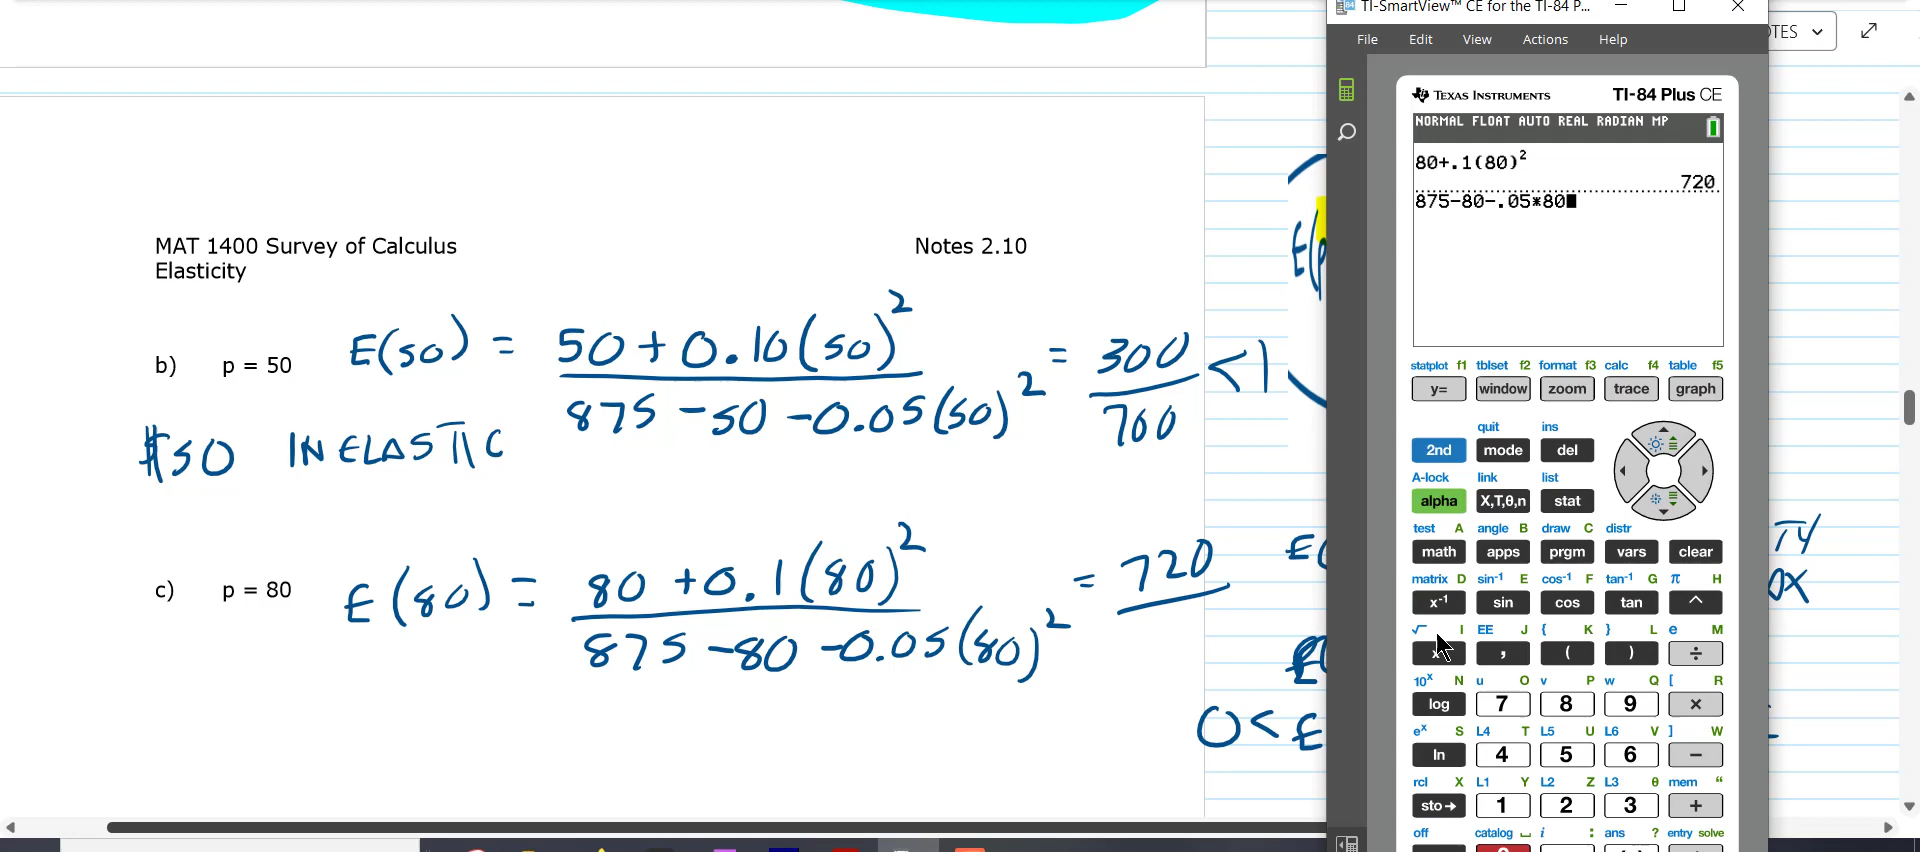 TI-SmartView™ CE for the TI-84 P...
File Edit View Actions Help
TEXAS INSTRUMENTS TI-84 Plus CE
NORMAL FLOAT AUTO REAL RADIAN MP
80+.1(80)²
720
875-80-.05*80
MAT 1400 Survey of Calculus Notes 2.10
Elasticity
b) p = 50 E(50) = 50 + 0.10(50)² / 875 - 50 - 0.05(50)² = 300 / 700 < 1
$50 INELASTIC
c) p = 80 E(80) = 80 + 0.1(80)² / 875 - 80 - 0.05(80)² = 720
0 < E
statplot f1 tblset f2 format f3 calc f4 table f5
y= window zoom trace graph
quit ins
2nd mode del
A-lock link list
alpha X,T,θ,n stat
test A angle B draw C distr
math apps prgm vars clear
matrix D sin⁻¹ E cos⁻¹ F tan⁻¹ G π H
x⁻¹ sin cos tan ^
√ I EE J { K } L e M
x , ( ) ÷
10ˣ N u O v P w Q [ R
log 7 8 9 ×
eˣ S L4 T L5 U L6 V ] W
ln 4 5 6 −
rcl X L1 Y L2 Z L3 θ mem "
sto→ 1 2 3 +
off catalog i : ans ? entry solve